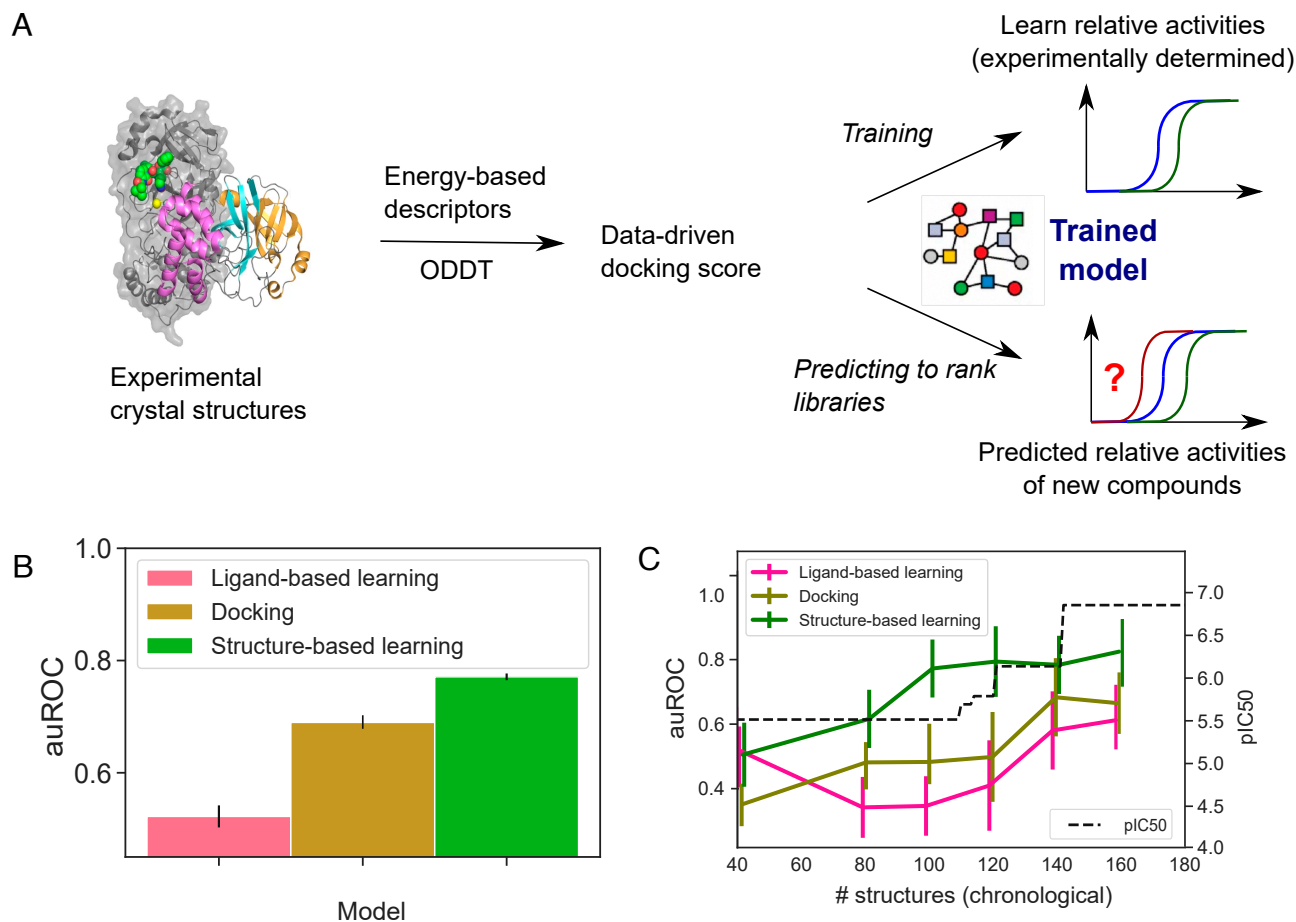 A
Learn relative activities
(experimentally determined)
Training
Energy-based
descriptors
ODDT
Data-driven
docking score
Trained
model
Experimental
crystal structures
Predicting to rank
libraries
?
Predicted relative activities
of new compounds
B
1.0
0.8
0.6
auROC
Ligand-based learning
Docking
Structure-based learning
Model
C
Ligand-based learning
Docking
Structure-based learning
1.0
0.8
0.6
0.4
auROC
7.0
6.5
6.0
5.5
5.0
4.5
4.0
pIC50
pIC50
40 60 80 100 120 140 160 180
# structures (chronological)